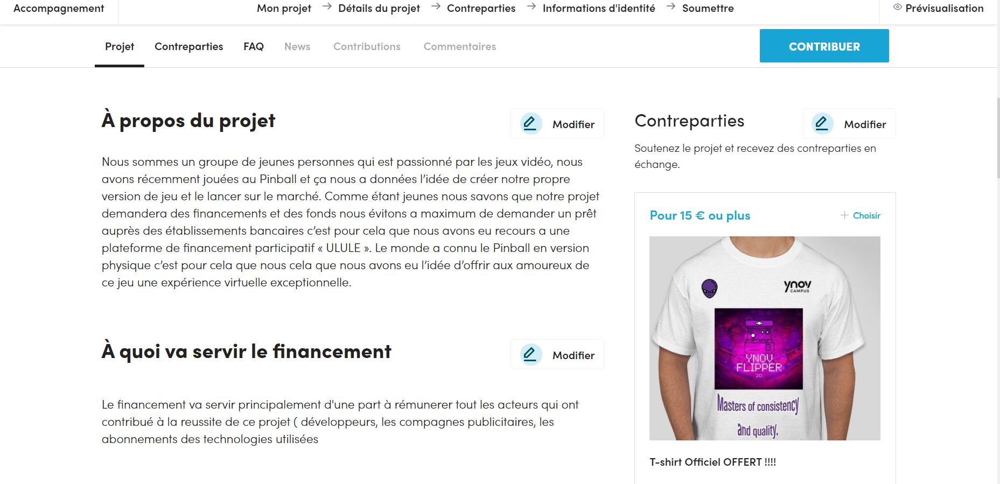 Accompagnement
Mon projet → Détails du projet → Contreparties → Informations d'identité → Soumettre
Prévisualisation
Projet Contreparties FAQ News Contributions Commentaires
CONTRIBUER
À propos du projet
Modifier
Nous sommes un groupe de jeunes personnes qui est passionné par les jeux vidéo, nous
avons récemment jouées au Pinball et ça nous a données l’idée de créer notre propre
version de jeu et le lancer sur le marché. Comme étant jeunes nous savons que notre projet
demandera des financements et des fonds nous évitons a maximum de demander un prêt
auprès des établissements bancaires c’est pour cela que nous avons eu recours a une
plateforme de financement participatif « ULULE ». Le monde a connu le Pinball en version
physique c’est pour cela que nous cela que nous avons eu l’idée d’offrir aux amoureux de
ce jeu une expérience virtuelle exceptionnelle.
À quoi va servir le financement
Modifier
Le financement va servir principalement d'une part à rémunerer tout les acteurs qui ont
contribué à la reussite de ce projet ( développeurs, les compagnes publicitaires, les
abonnements des technologies utilisées
Contreparties
Modifier
Soutenez le projet et recevez des contreparties en
échange.
Pour 15 € ou plus
+ Choisir
ynov
CAMPUS
YNOV
FLIPPER
2D
Masters of consistency
and quality.
T-shirt Officiel OFFERT !!!!